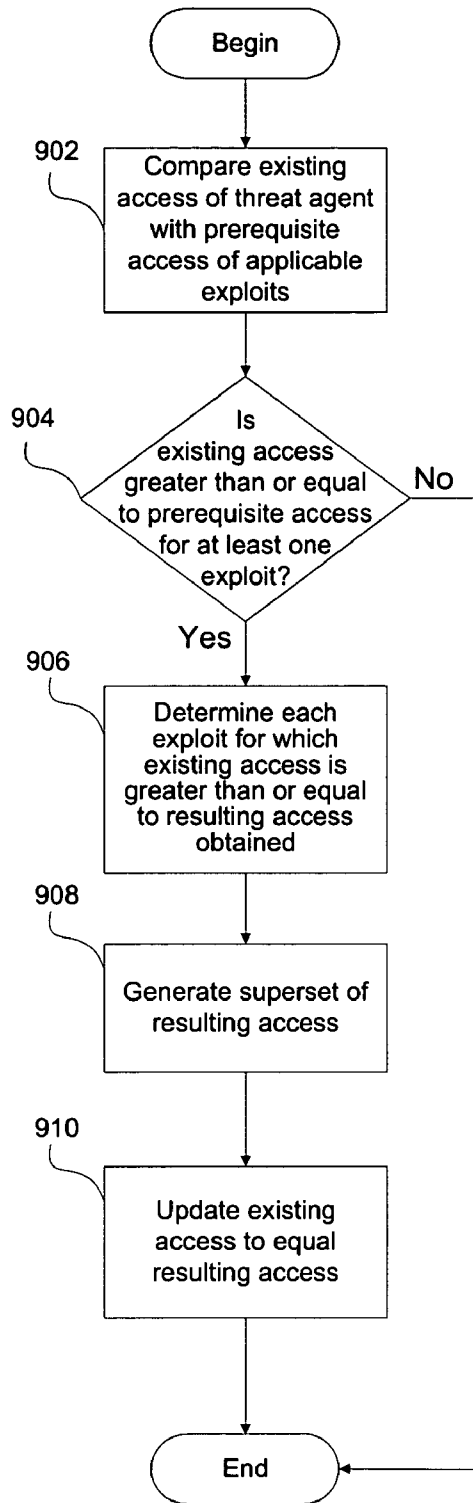 Begin
902
Compare existing
access of threat agent
with prerequisite
access of applicable
exploits
904
Is
existing access
greater than or equal
to prerequisite access
for at least one
exploit?
No
Yes
906
Determine each
exploit for which
existing access is
greater than or equal
to resulting access
obtained
908
Generate superset of
resulting access
910
Update existing
access to equal
resulting access
End